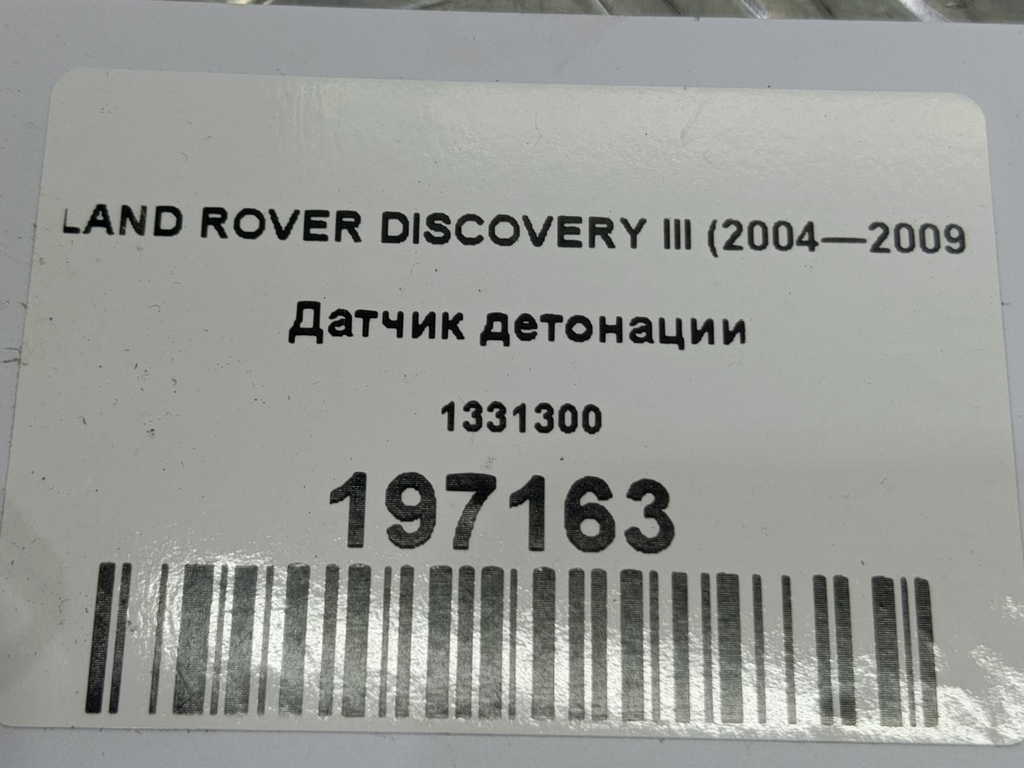 LAND ROVER DISCOVERY III (2004—2009
Датчик детонации
1331300
197163